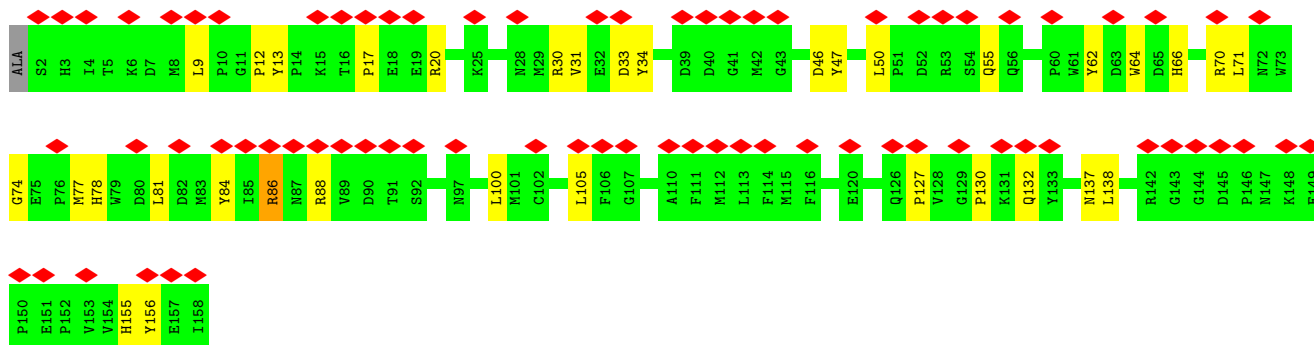 ALA S2 H3 I4 T5 K6 D7 M8 L9 P10 G11 P12 Y13 P14 K15 T16 P17 E18 E19 R20 K25 N28 M29 R30 V31 E32 D33 Y34 D39 D40 G41 M42 G43 D46 Y47 L50 P51 D52 R53 S54 Q55 Q56 P60 W61 Y62 D63 W64 D65 H66 R70 L71 N72 W73
G74 E75 P76 M77 H78 W79 D80 L81 D82 M83 Y84 I85 R86 N87 R88 V89 D90 T91 S92 N97 L100 M101 C102 L105 F106 G107 A110 F111 M112 L113 F114 M115 F116 E120 Q126 P127 V128 G129 P130 K131 Q132 Y133 N137 L138 R142 G143 G144 D145 P146 N147 K148
P150 E151 P152 V153 V154 H155 Y156 E157 I158